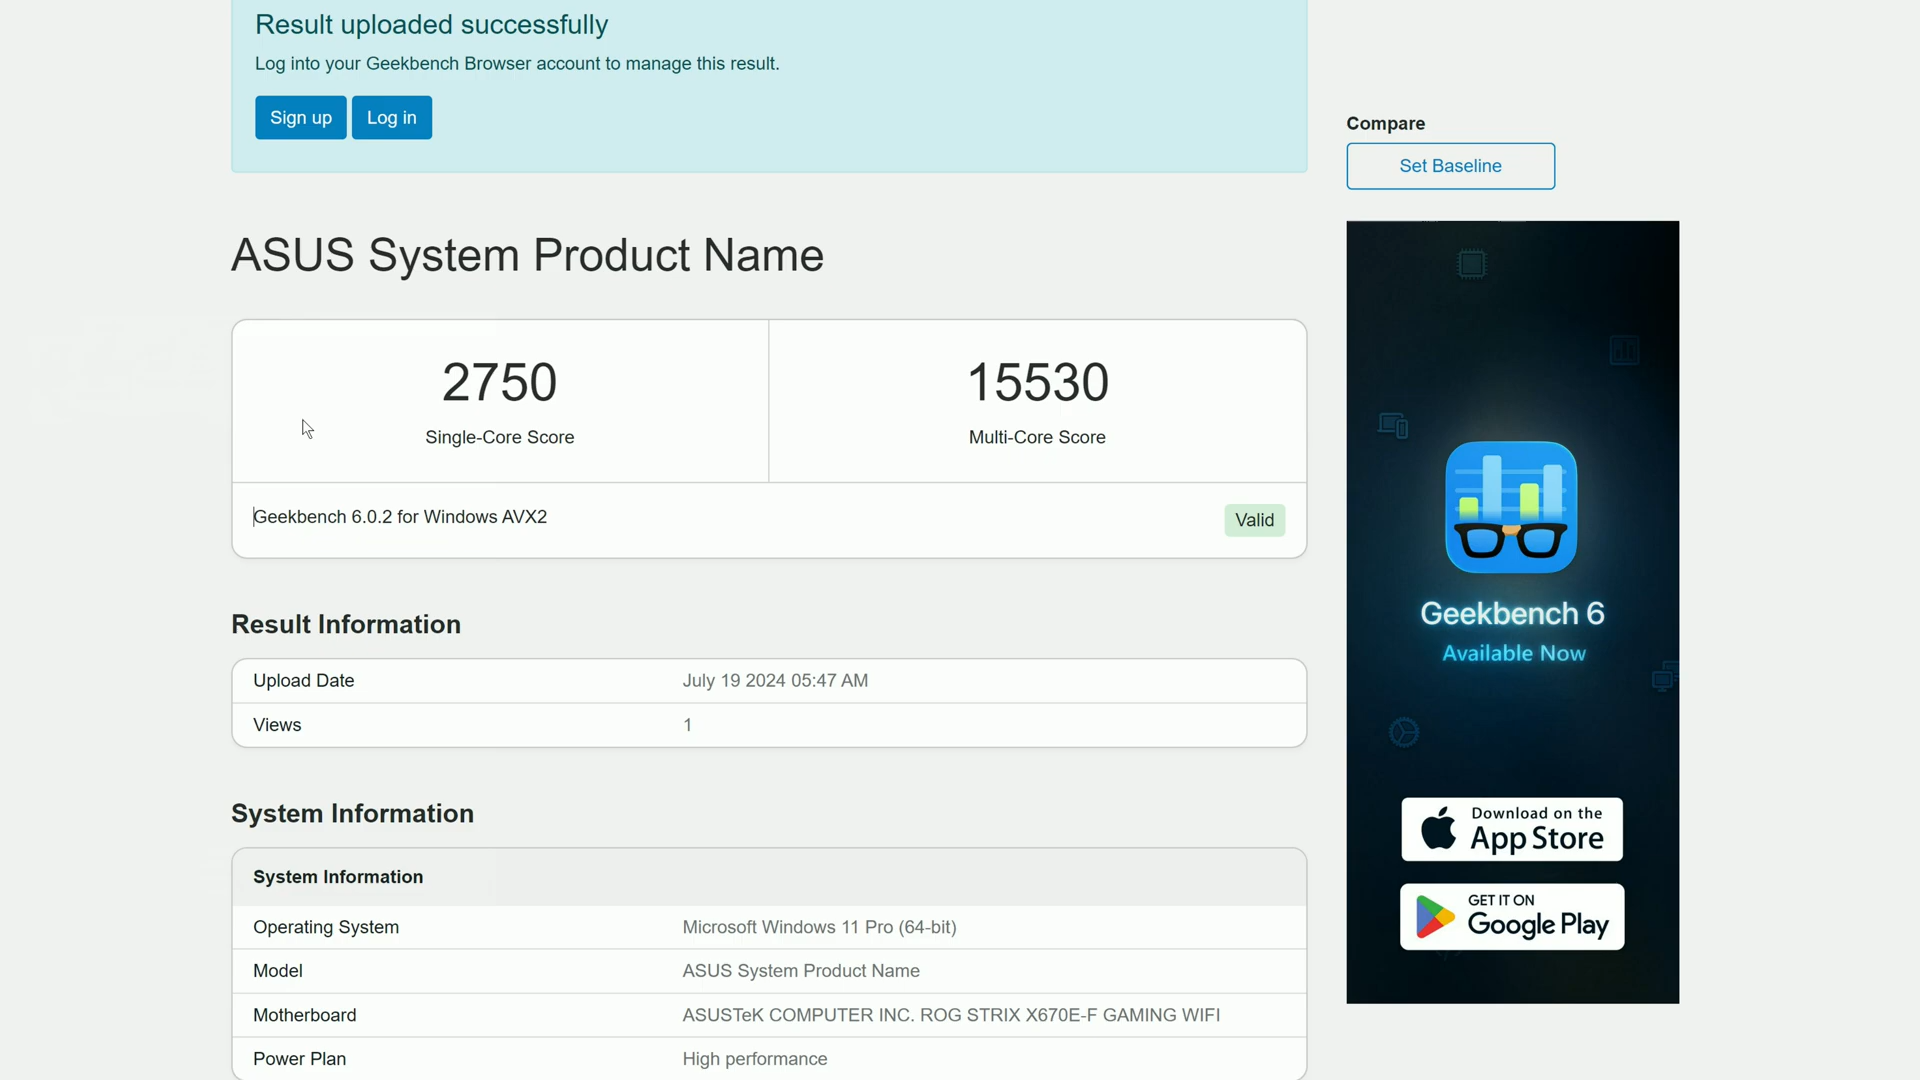 Result uploaded successfully
Log into your Geekbench Browser account to manage this result.
Sign up
Log in
Compare
Set Baseline
ASUS System Product Name
2750
Single-Core Score
15530
Multi-Core Score
Geekbench 6.0.2 for Windows AVX2
Valid
Result Information
Upload Date
July 19 2024 05:47 AM
Views
1
System Information
System Information
Operating System
Microsoft Windows 11 Pro (64-bit)
Model
ASUS System Product Name
Motherboard
ASUSTeK COMPUTER INC. ROG STRIX X670E-F GAMING WIFI
Power Plan
High performance
Geekbench 6
Available Now
Download on the
App Store
GET IT ON
Google Play